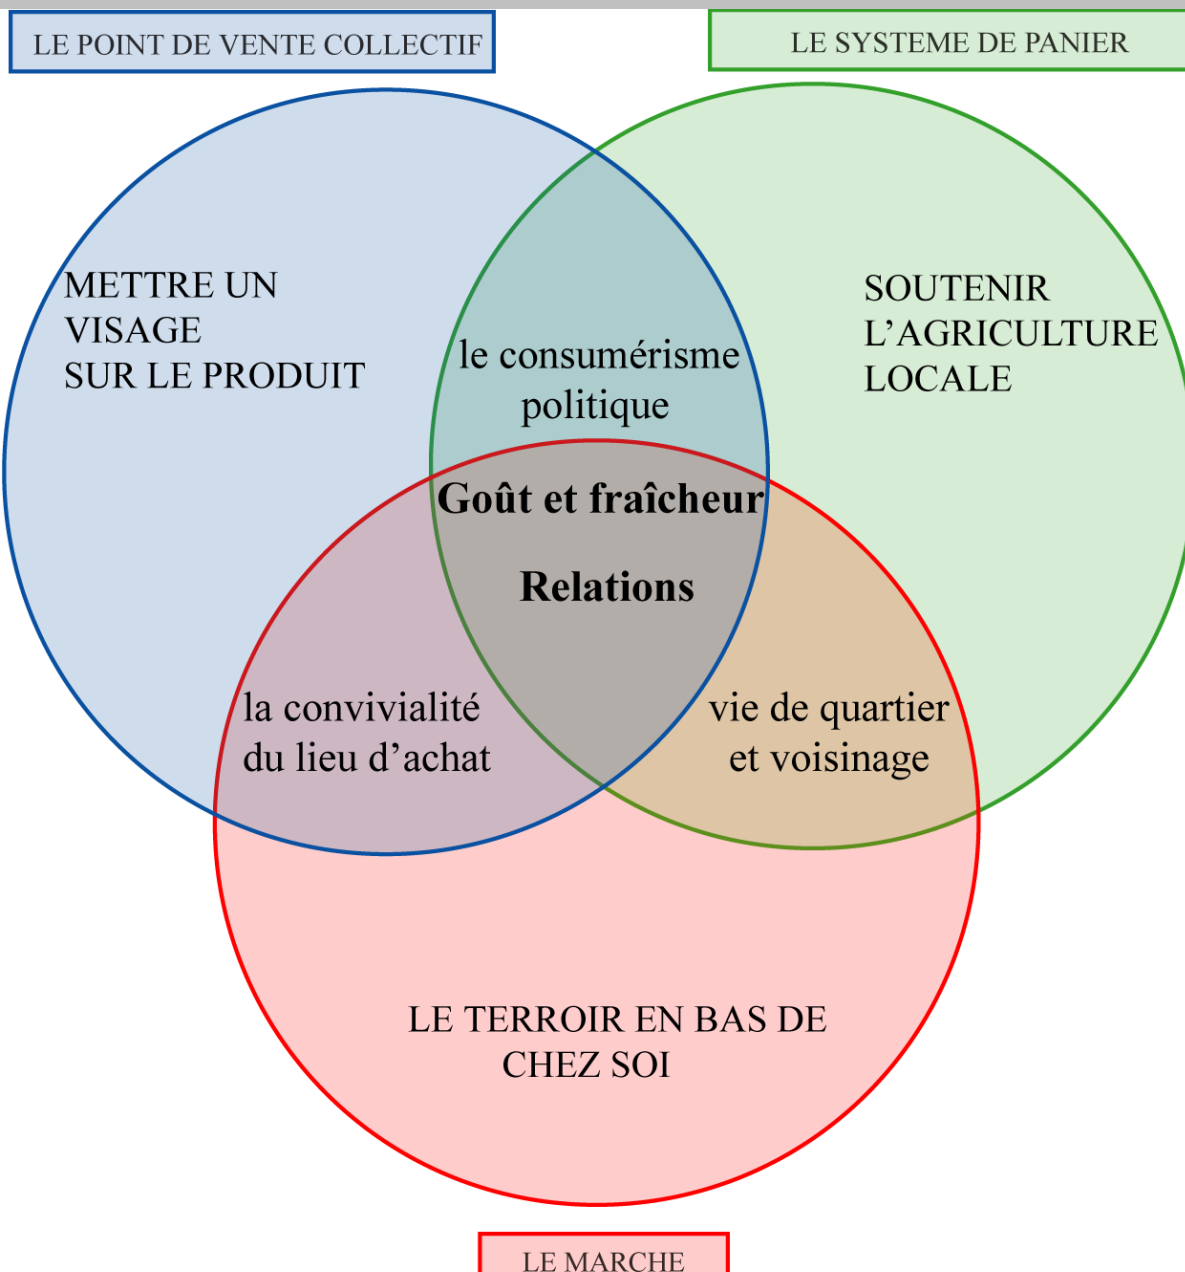 LE POINT DE VENTE COLLECTIF
LE SYSTEME DE PANIER
METTRE UN
VISAGE
SUR LE PRODUIT
SOUTENIR
L’AGRICULTURE
LOCALE
le consumérisme
politique
Goût et fraîcheur
Relations
la convivialité
du lieu d’achat
vie de quartier
et voisinage
LE TERROIR EN BAS DE
CHEZ SOI
LE MARCHE